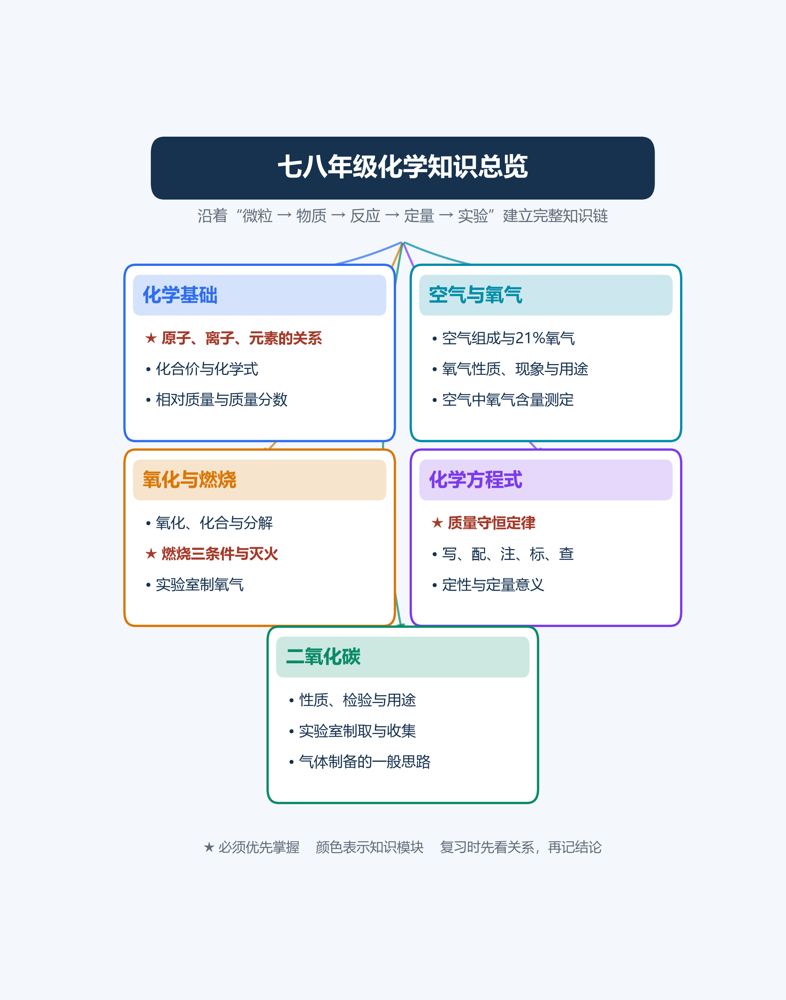 七八年级化学知识总览
沿着“微粒 → 物质 → 反应 → 定量 → 实验”建立完整知识链
化学基础
★ 原子、离子、元素的关系
• 化合价与化学式
• 相对质量与质量分数
空气与氧气
• 空气组成与21%氧气
• 氧气性质、现象与用途
• 空气中氧气含量测定
氧化与燃烧
• 氧化、化合与分解
★ 燃烧三条件与灭火
• 实验室制氧气
化学方程式
★ 质量守恒定律
• 写、配、注、标、查
• 定性与定量意义
二氧化碳
• 性质、检验与用途
• 实验室制取与收集
• 气体制备的一般思路
★ 必须优先掌握 颜色表示知识模块 复习时先看关系，再记结论